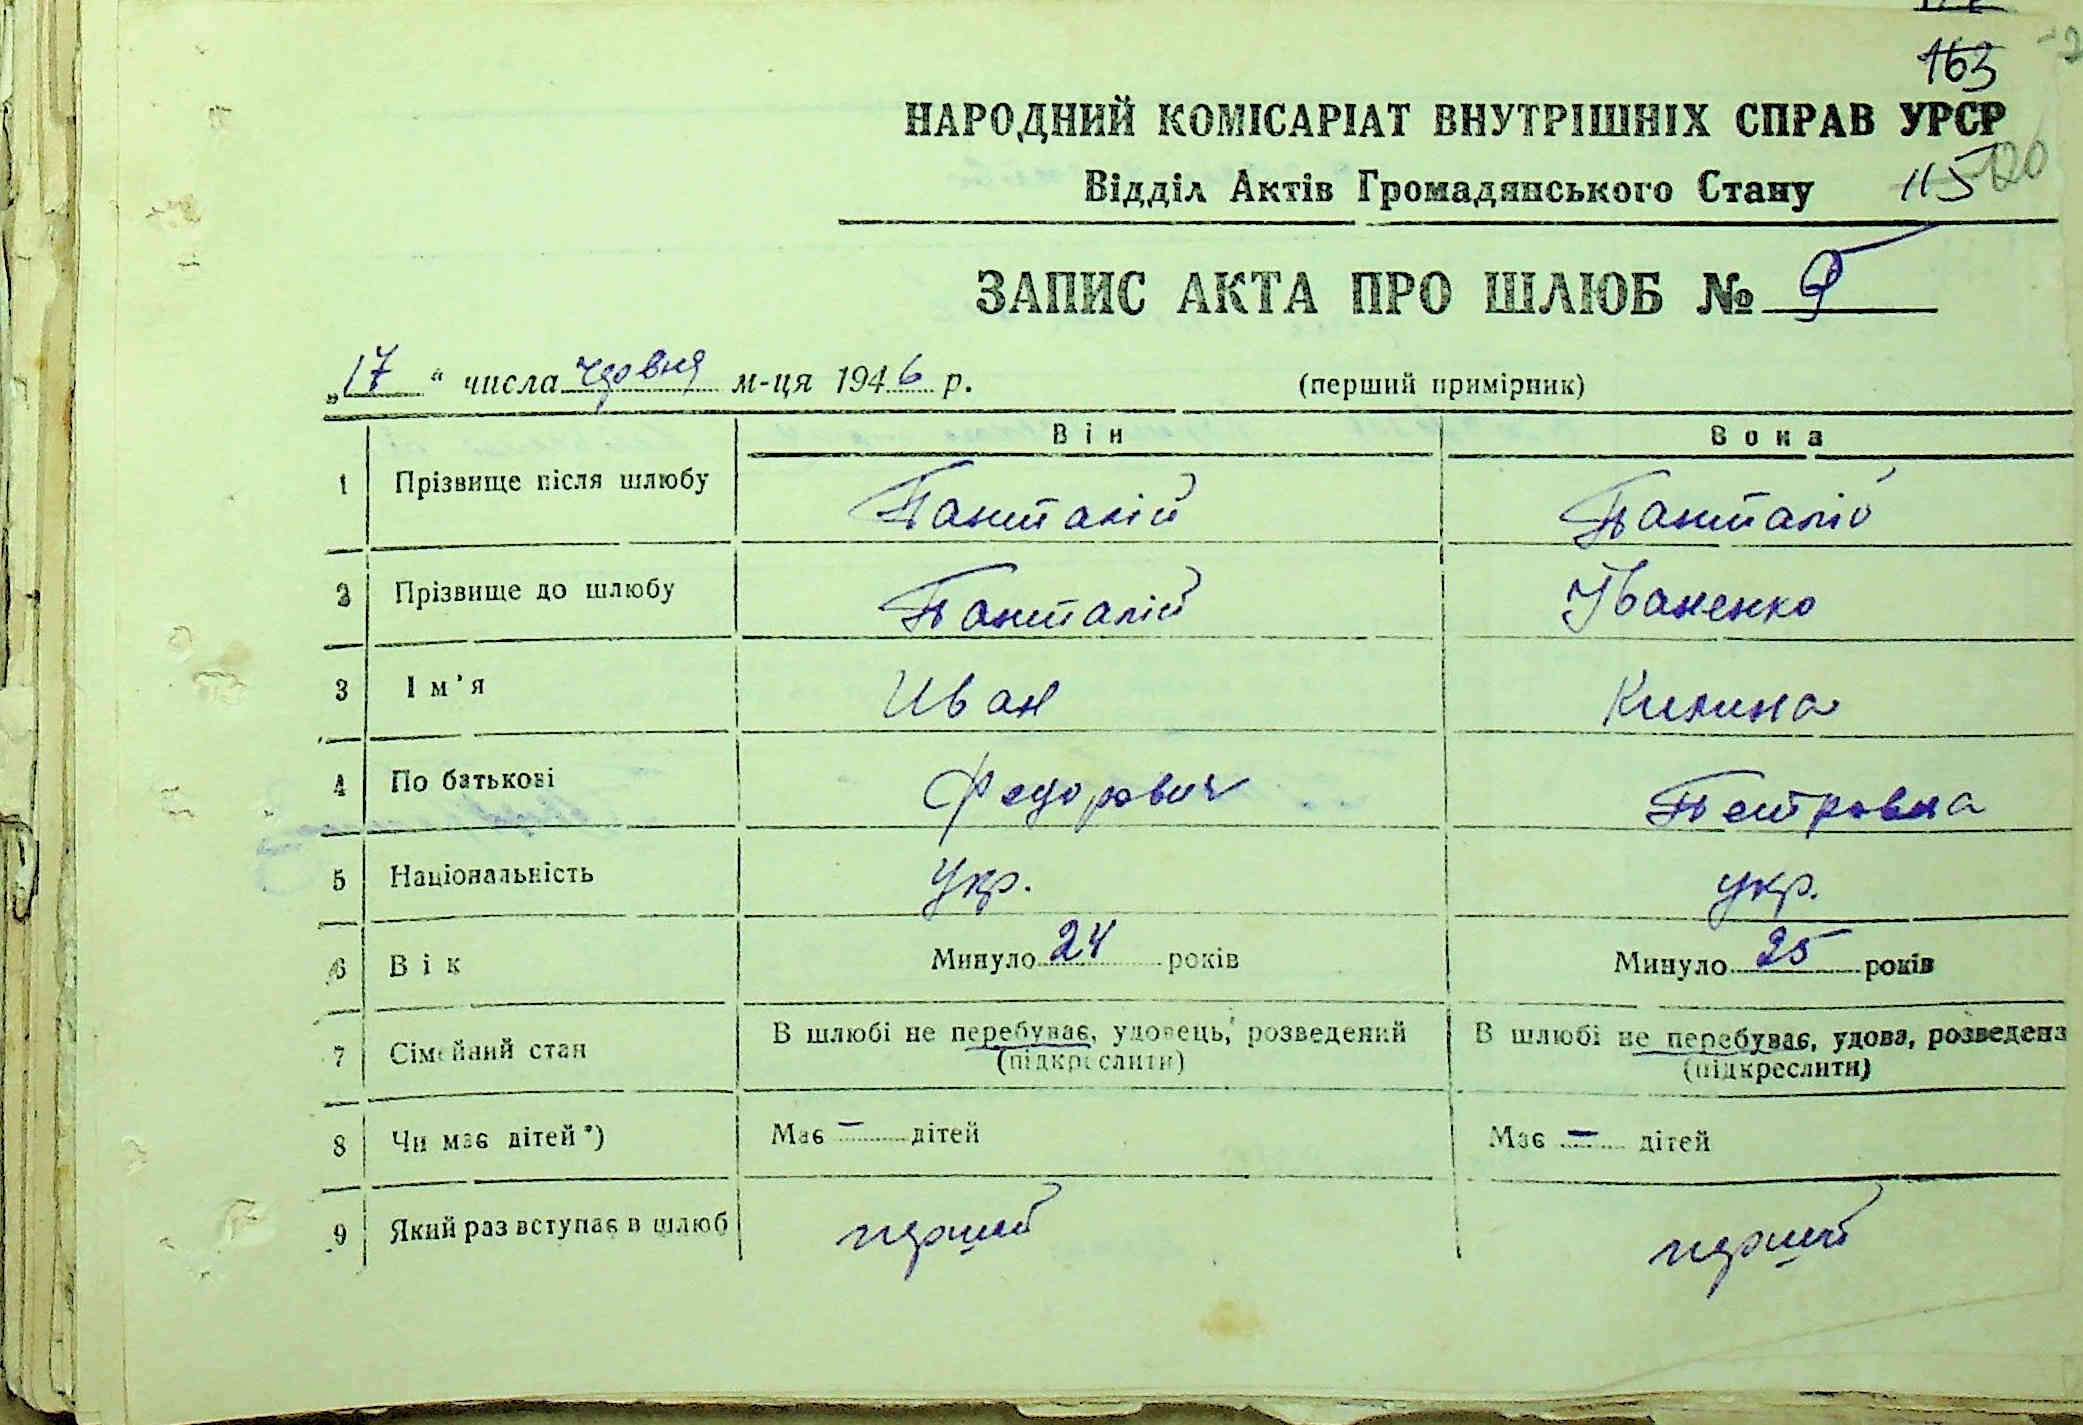 163
НАРОДНИЙ КОМІСАРІАТ ВНУТРІШНІХ СПРАВ УРСР
Відділ Актів Громадянського Стану 115 120
ЗАПИС АКТА ПРО ШЛЮБ №
„17“ числа червня м-ця 1946 р. (перший примірник)
Він Вона
1 Прізвище після шлюбу Панталій Панталій
2 Прізвище до шлюбу Панталій Іваненко
3 Ім'я Иван Килина
4 По батькові Федорович Петровна
5 Національність Укр. укр.
6 Вік Минуло 24 років Минуло 25 років
7 Сімейний стан В шлюбі не перебуває, удовець, розведений В шлюбі не перебуває, удова, розведена
(підкреслити) (підкреслити)
8 Чи має дітей*) Має — дітей Має — дітей
9 Який раз вступає в шлюб перший перший